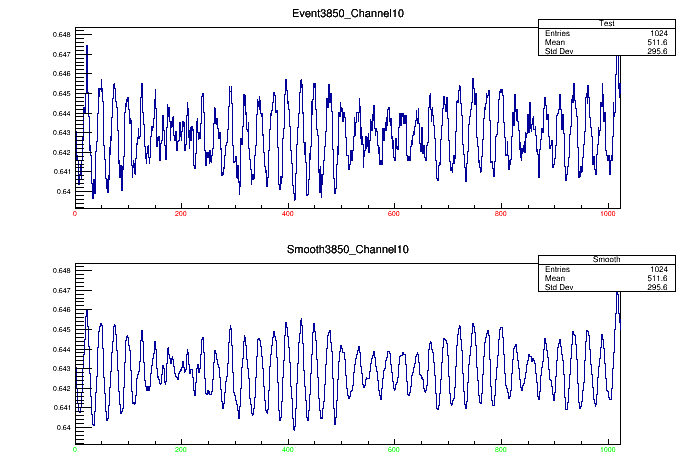 Event3850_Channel10
Test
Entries 1024
Mean 511.6
Std Dev 295.6
0.648
0.647
0.646
0.645
0.644
0.643
0.642
0.641
0.64
0 200 400 600 800 1000
Smooth3850_Channel10
Smooth
Entries 1024
Mean 511.6
Std Dev 295.6
0.648
0.647
0.646
0.645
0.644
0.643
0.642
0.641
0.64
0 200 400 600 800 1000